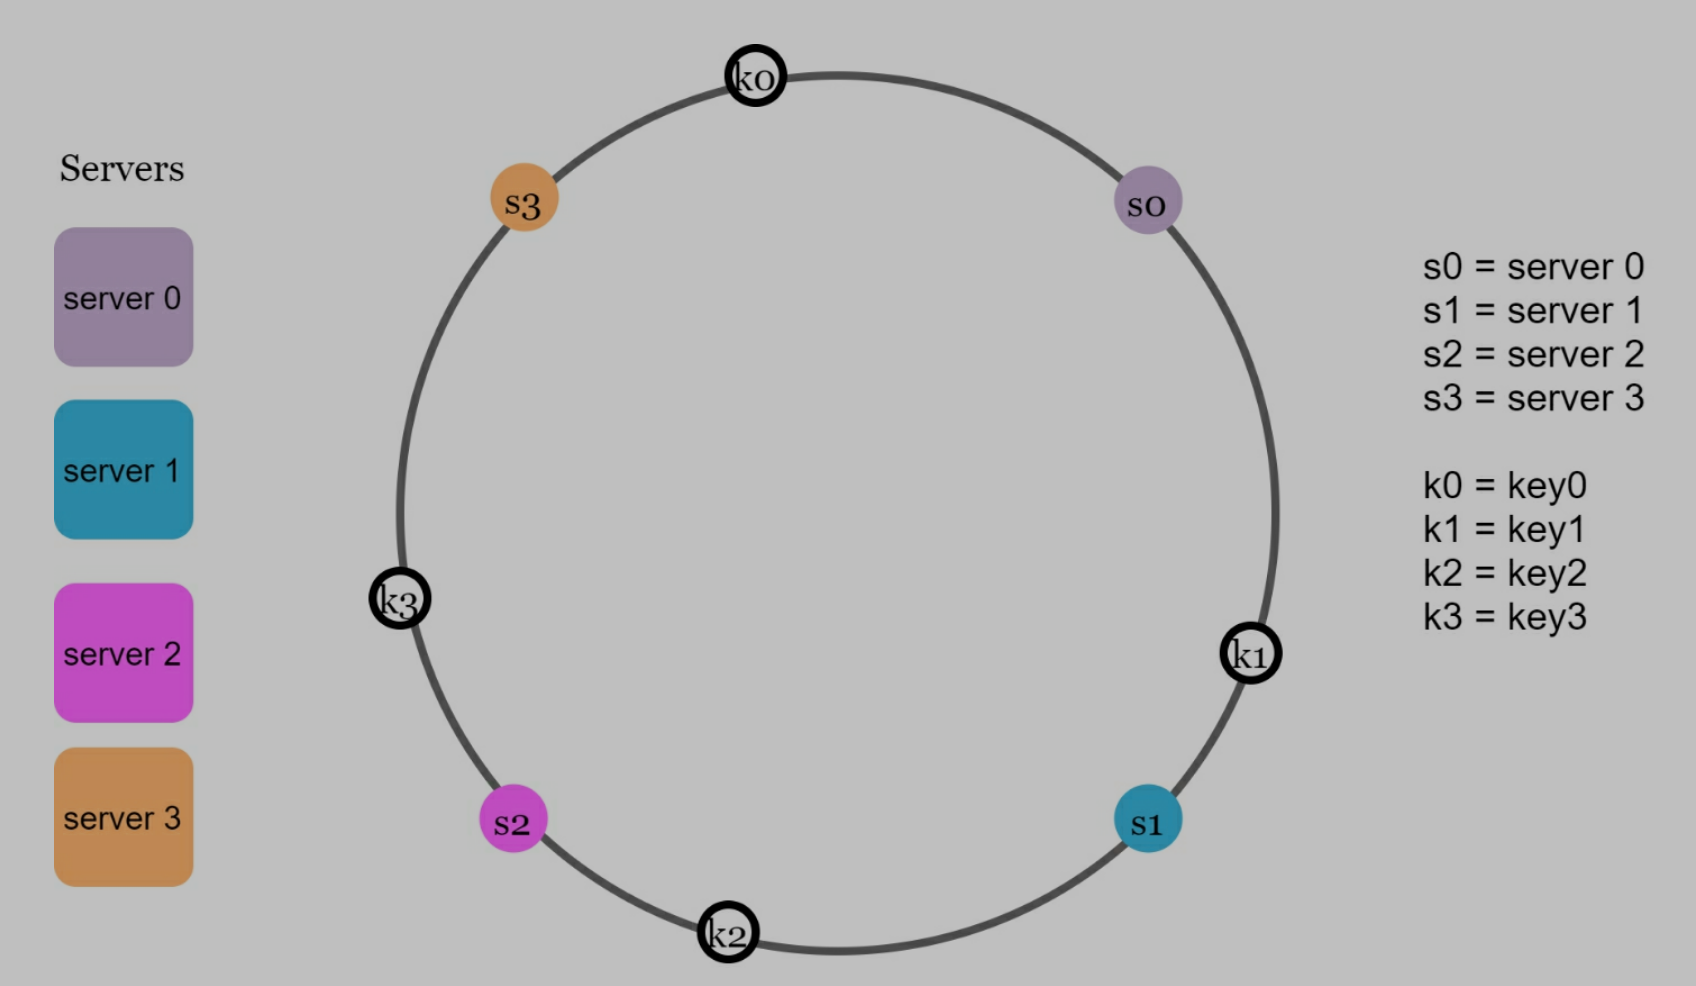 Servers
server 0
server 1
server 2
server 3
k0
s0
k1
s1
k2
s2
k3
s3
s0 = server 0
s1 = server 1
s2 = server 2
s3 = server 3
k0 = key0
k1 = key1
k2 = key2
k3 = key3